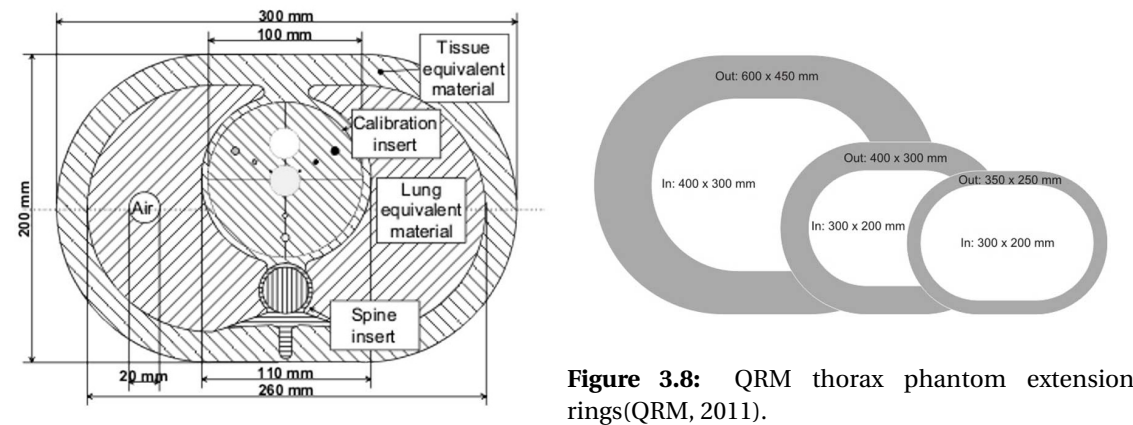 300 mm
100mm
Tissue
equivalent
material
Calibration
insert
Lung
equivalent
material
Air
200 mm
Spine
insert
20 mm
110 mm
260 mm
Out: 600 x 450 mm
In: 400 x 300 mm
Out: 400 x 300 mm
In: 300 x 200 mm
Out: 350 x 250 mm
In: 300 x 200 mm
Figure 3.8: QRM thorax phantom extension
rings(QRM, 2011).